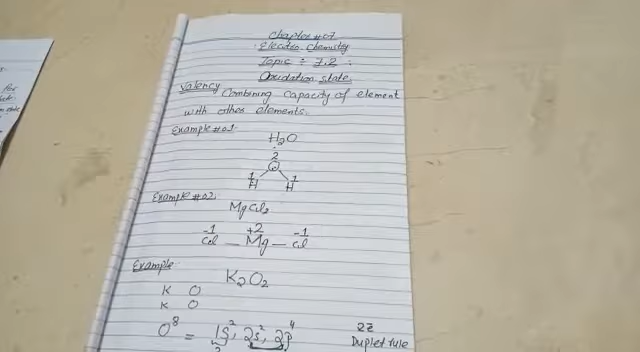 Chapter #07
Electro Chemistry
Topic : 7.2 :
Oxidation state.
Valency Combining capacity of element
with other elements.
Example #01
H₂O
2
O
1 1
H H
Example #02.
MgCl₂
-1 +2 -1
Cl — Mg — Cl
Example
K₂O₂
K O
K O
O⁸ = 1S², 2S², 2P⁴
2
2z
Duplet rule